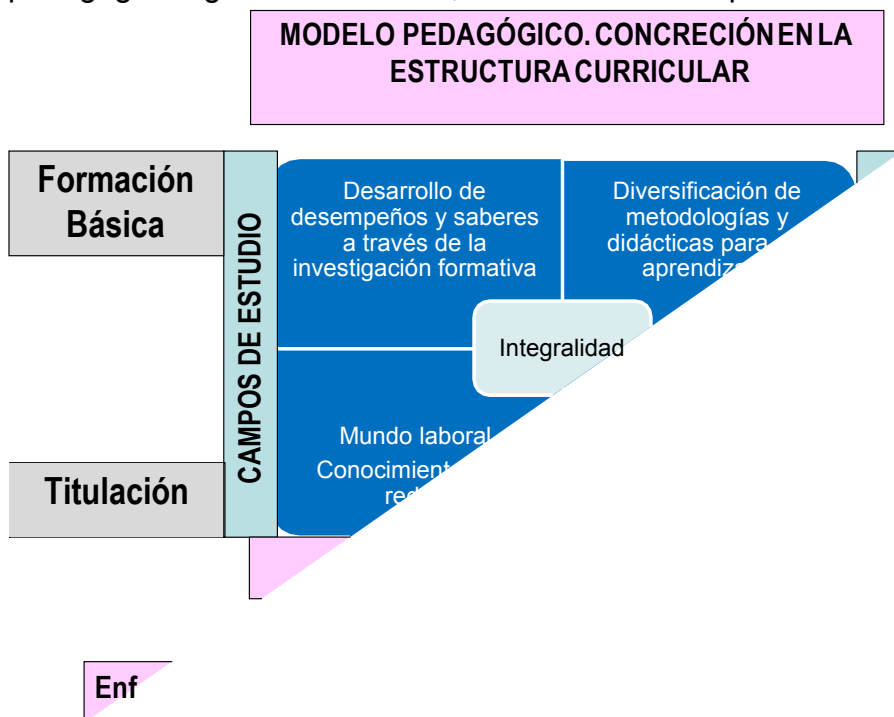 MODELO PEDAGÓGICO. CONCRECIÓN EN LA
ESTRUCTURA CURRICULAR
Formación
Básica
CAMPOS DE ESTUDIO
Desarrollo de
desempeños y saberes
a través de la
investigación formativa
Diversificación de
metodologías y
didácticas para
Integralidad
Mundo laboral
Titulación